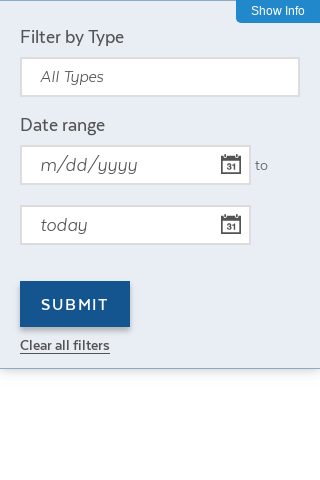 Show Info
Filter by Type
All Types
Date range
m/dd/yyyy
31
to
today
31
SUBMIT
Clear all filters